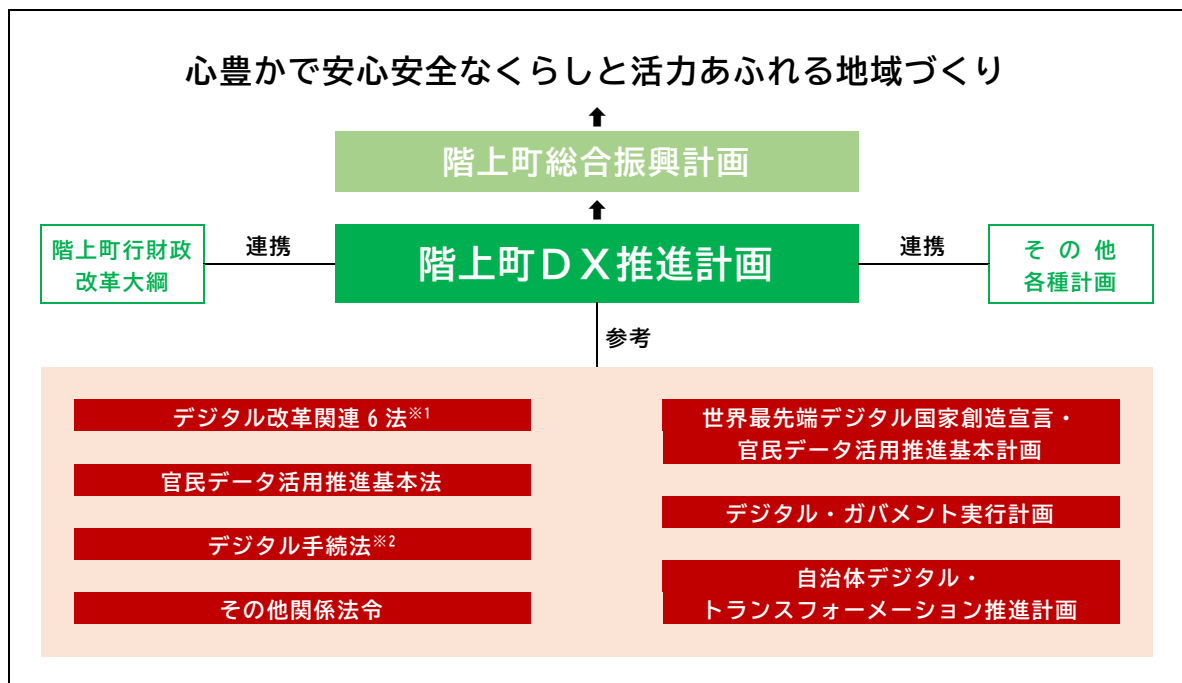 心豊かで安心安全なくらしと活力あふれる地域づくり
階上町総合振興計画
階上町行財政
改革大綱
連携
階上町DX推進計画
連携
その他
各種計画
参考
デジタル改革関連6法※1
官民データ活用推進基本法
デジタル手続法※2
その他関係法令
世界最先端デジタル国家創造宣言・
官民データ活用推進基本計画
デジタル・ガバメント実行計画
自治体デジタル・
トランスフォーメーション推進計画